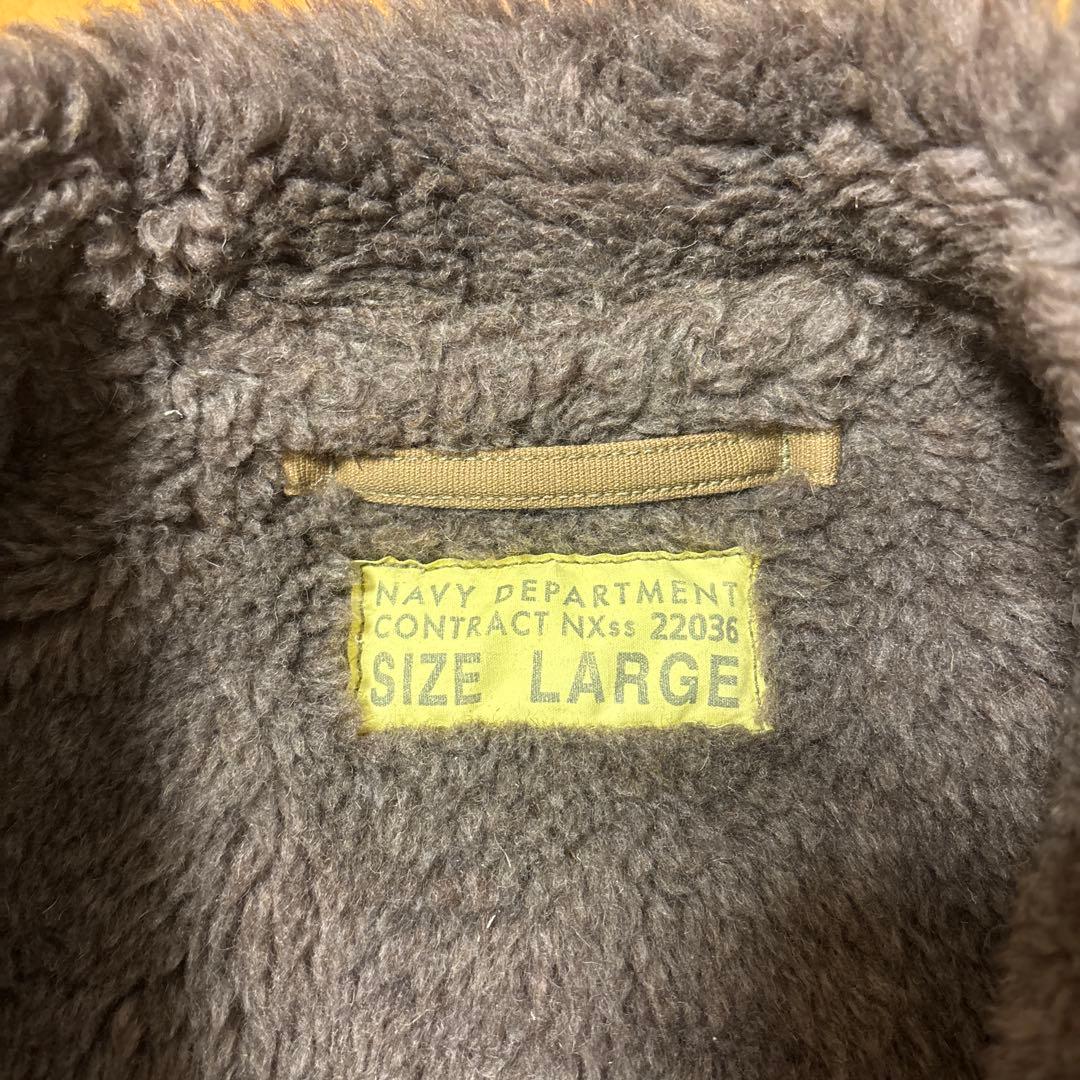 NAVY DEPARTMENT
CONTRACT NXss 22036
SIZE LARGE